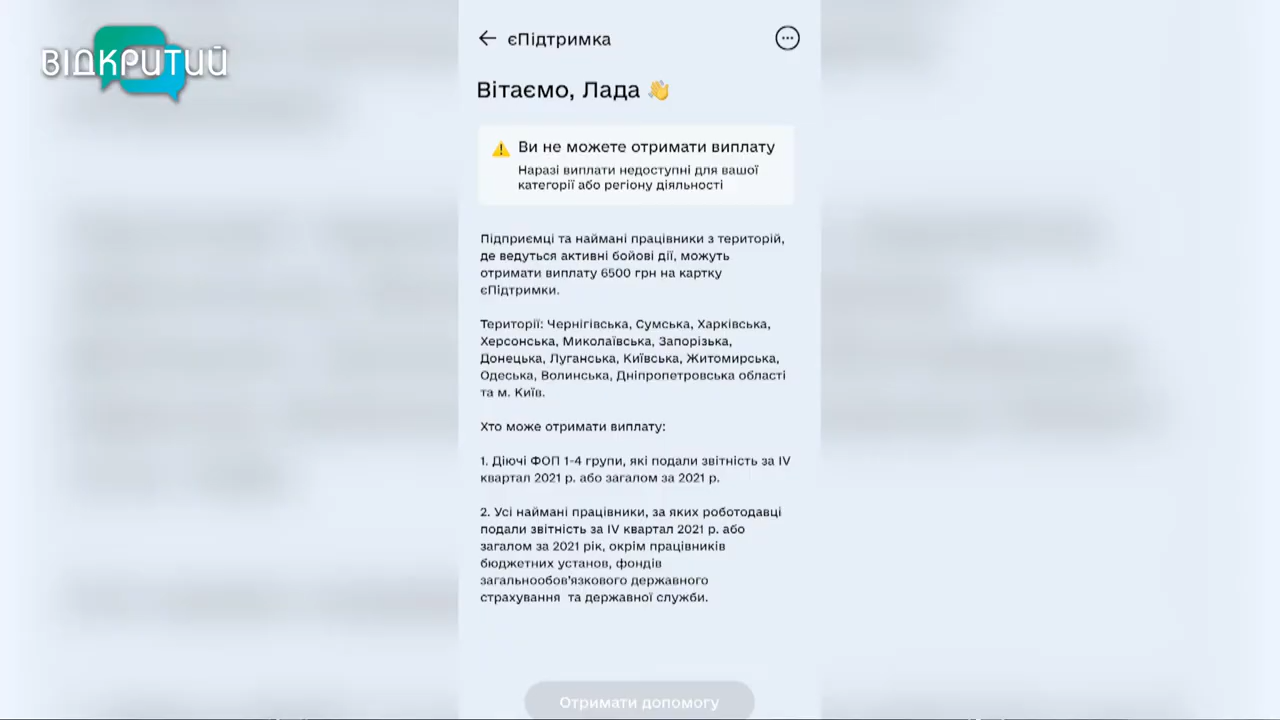 ВІДКРИТИЙ
єПідтримка
Вітаємо, Лада 👋
Ви не можете отримати виплату
Наразі виплати недоступні для вашої
категорії або регіону діяльності
Підприємці та наймані працівники з територій,
де ведуться активні бойові дії, можуть
отримати виплату 6500 грн на картку
єПідтримки.
Території: Чернігівська, Сумська, Харківська,
Херсонська, Миколаївська, Запорізька,
Донецька, Луганська, Київська, Житомирська,
Одеська, Волинська, Дніпропетровська області
та м. Київ.
Хто може отримати виплату:
1. Діючі ФОП 1-4 групи, які подали звітність за IV
квартал 2021 р. або загалом за 2021 р.
2. Усі наймані працівники, за яких роботодавці
подали звітність за IV квартал 2021 р. або
загалом за 2021 рік, окрім працівників
бюджетних установ, фондів
загальнообов'язкового державного
страхування  та державної служби.
Отримати допомогу